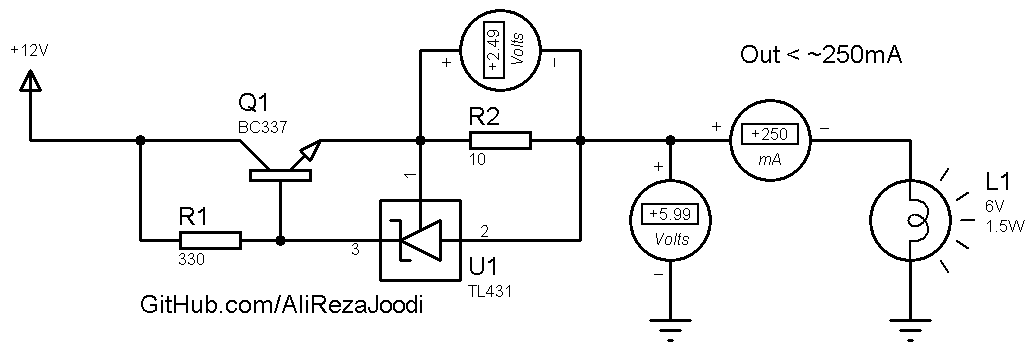 +12V
Q1
BC337
+
+2.49
Volts
−
Out < ~250mA
R2
10
+
+250
mA
−
1
R1
330
3
2
U1
TL431
+
+5.99
Volts
−
L1
6V
1.5W
GitHub.com/AliRezaJoodi